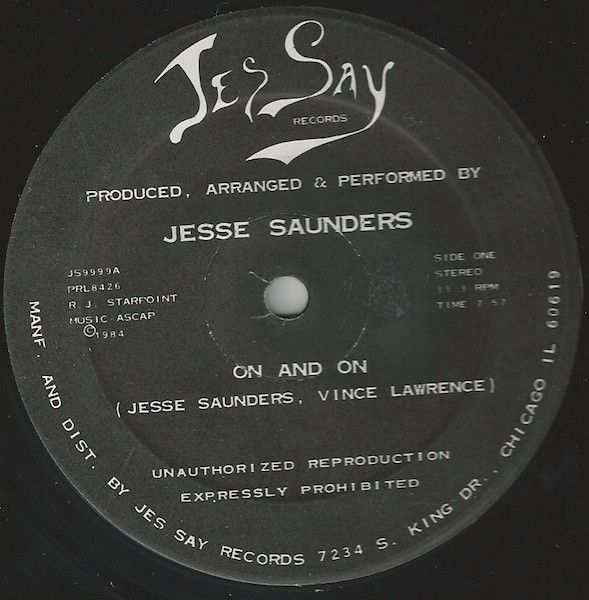 Jes Say
RECORDS
PRODUCED, ARRANGED & PERFORMED BY
JESSE SAUNDERS
JS9999A
PRL8426
R. J. STARPOINT
MUSIC-ASCAP
©1984
SIDE ONE
STEREO
33.3 RPM
TIME 7:57
ON AND ON
(JESSE SAUNDERS, VINCE LAWRENCE)
UNAUTHORIZED REPRODUCTION
EXPRESSLY PROHIBITED
MANF. AND DIST. BY JES SAY RECORDS 7234 S. KING DR., CHICAGO IL 60619